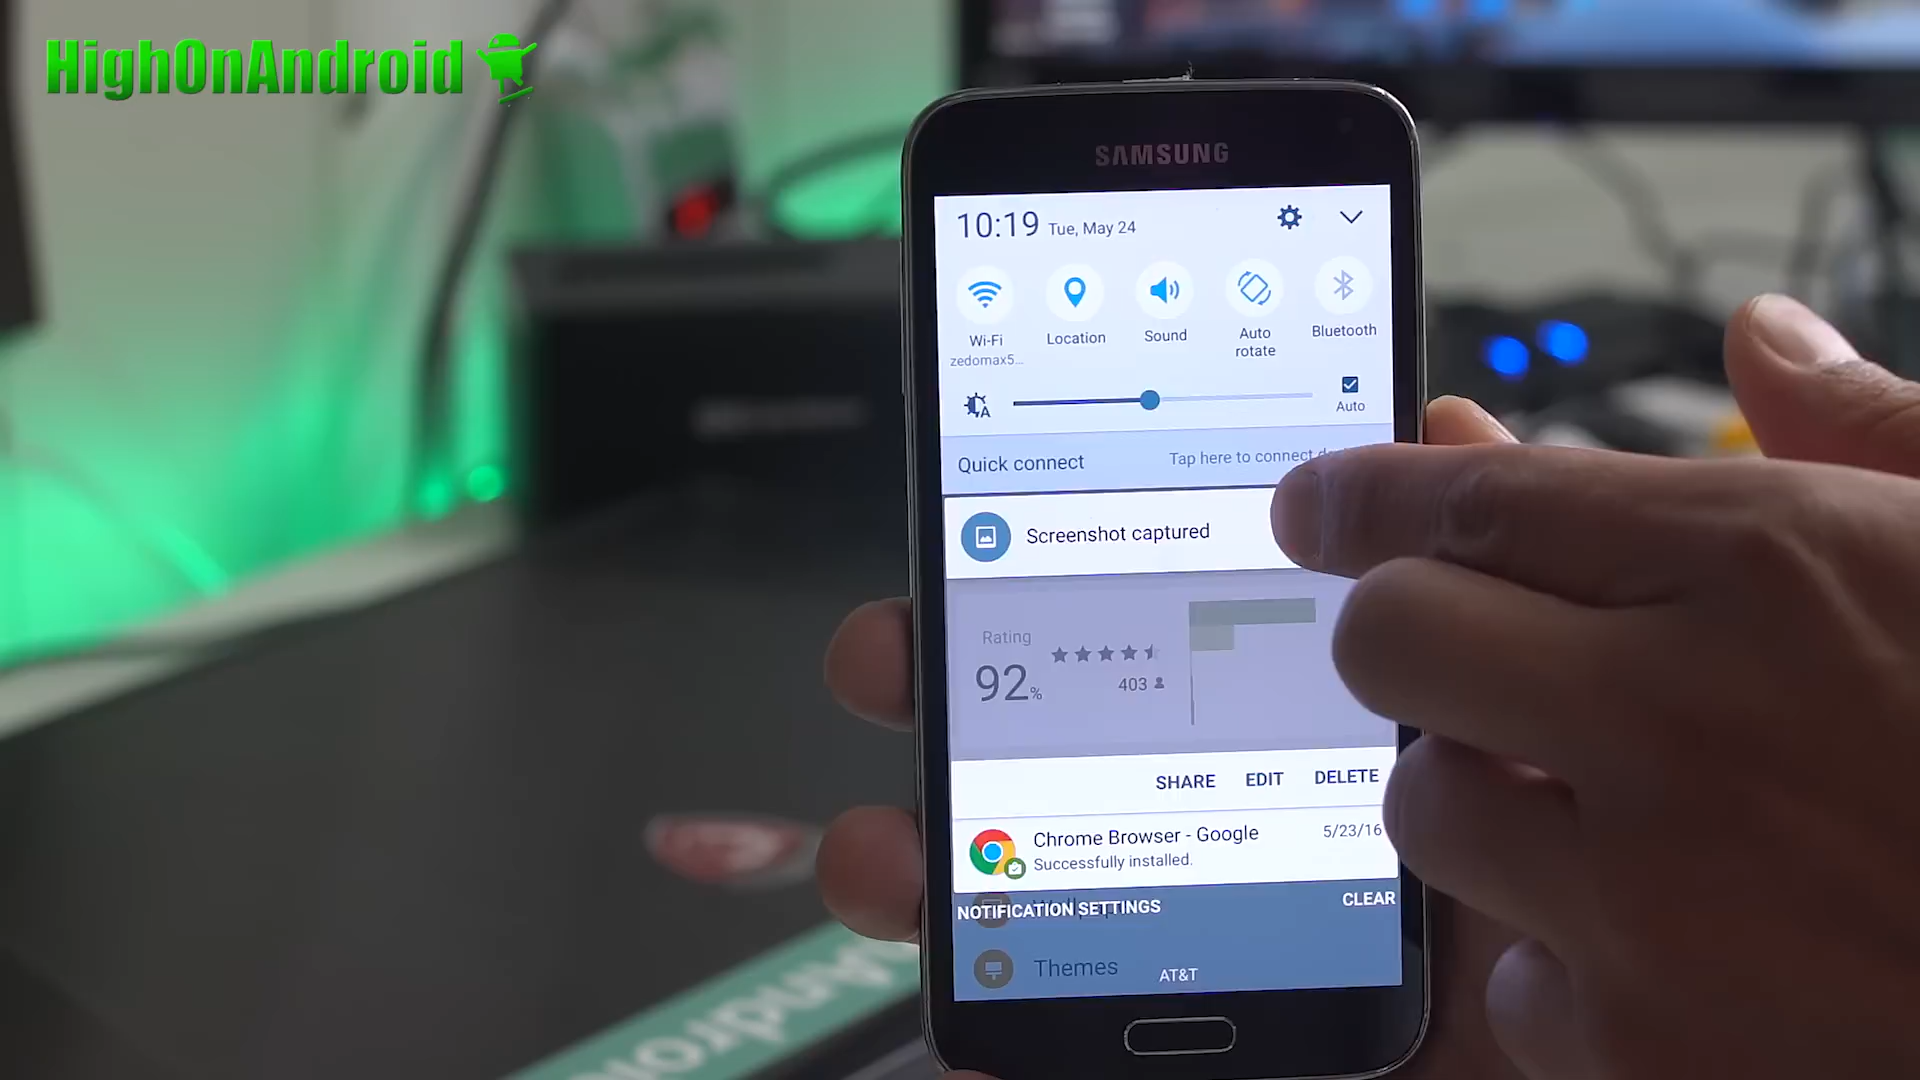 HighOnAndroid
SAMSUNG
10:19 Tue, May 24
Wi-Fi
zedomax5...
Location
Sound
Auto
rotate
Bluetooth
Auto
Quick connect
Tap here to connect
Screenshot captured
Rating
92%
403
SHARE EDIT DELETE
Chrome Browser - Google 5/23/16
Successfully installed.
NOTIFICATION SETTINGS
CLEAR
Themes
AT&T